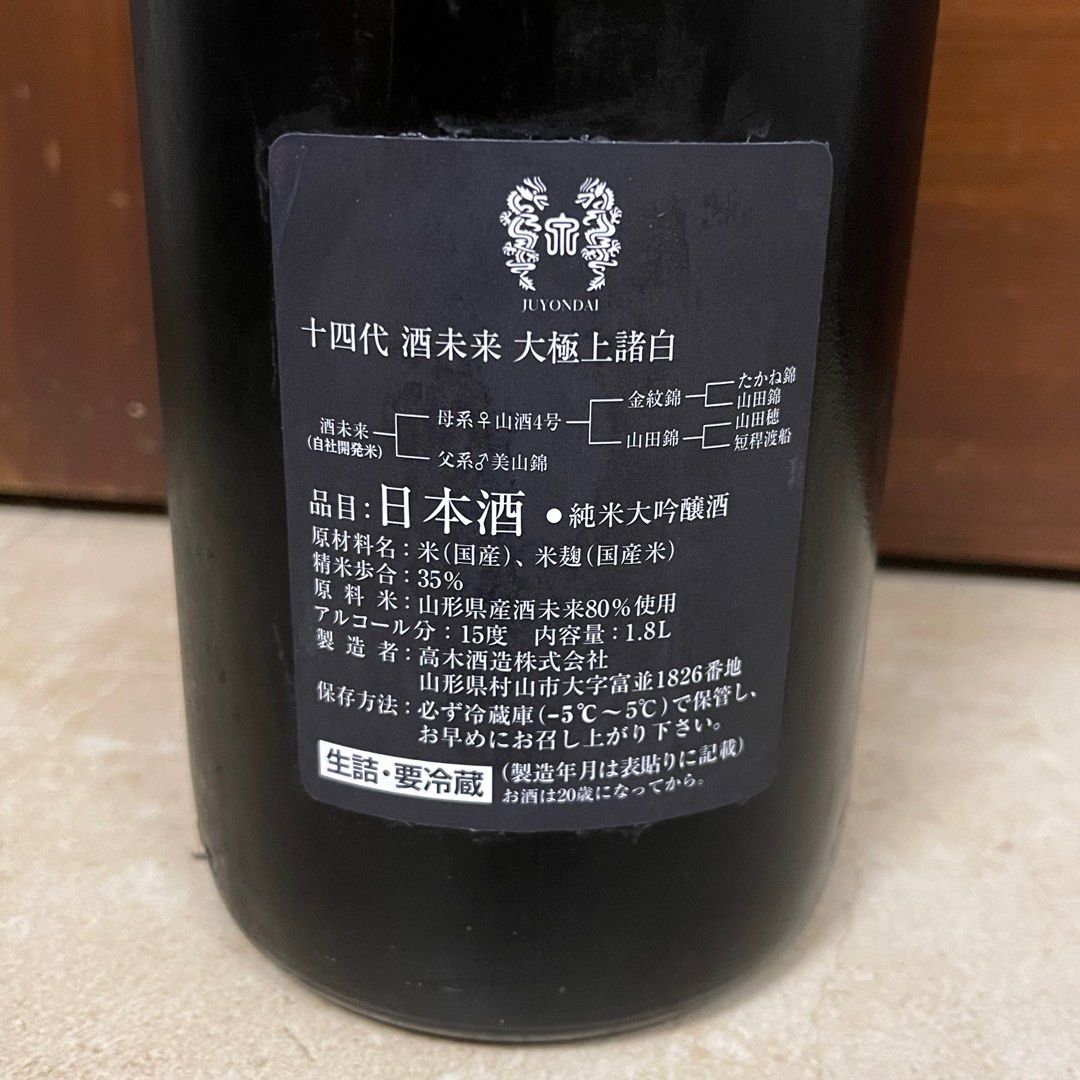 JUYONDAI
十四代 酒未来 大極上諸白
酒未来
(自社開発米)
母系♀山酒4号
父系♂美山錦
金紋錦
山田錦
たかね錦
山田錦
山田穂
短稈渡船
品目:日本酒 ●純米大吟醸酒
原材料名:米(国産)、米麹(国産米)
精米歩合:35%
原料米:山形県産酒未来80%使用
アルコール分:15度 内容量:1.8L
製造者:高木酒造株式会社
山形県村山市大字富並1826番地
保存方法:必ず冷蔵庫(-5℃~5℃)で保管し、
お早めにお召し上がり下さい。
生詰・要冷蔵
(製造年月は表貼りに記載)
お酒は20歳になってから。